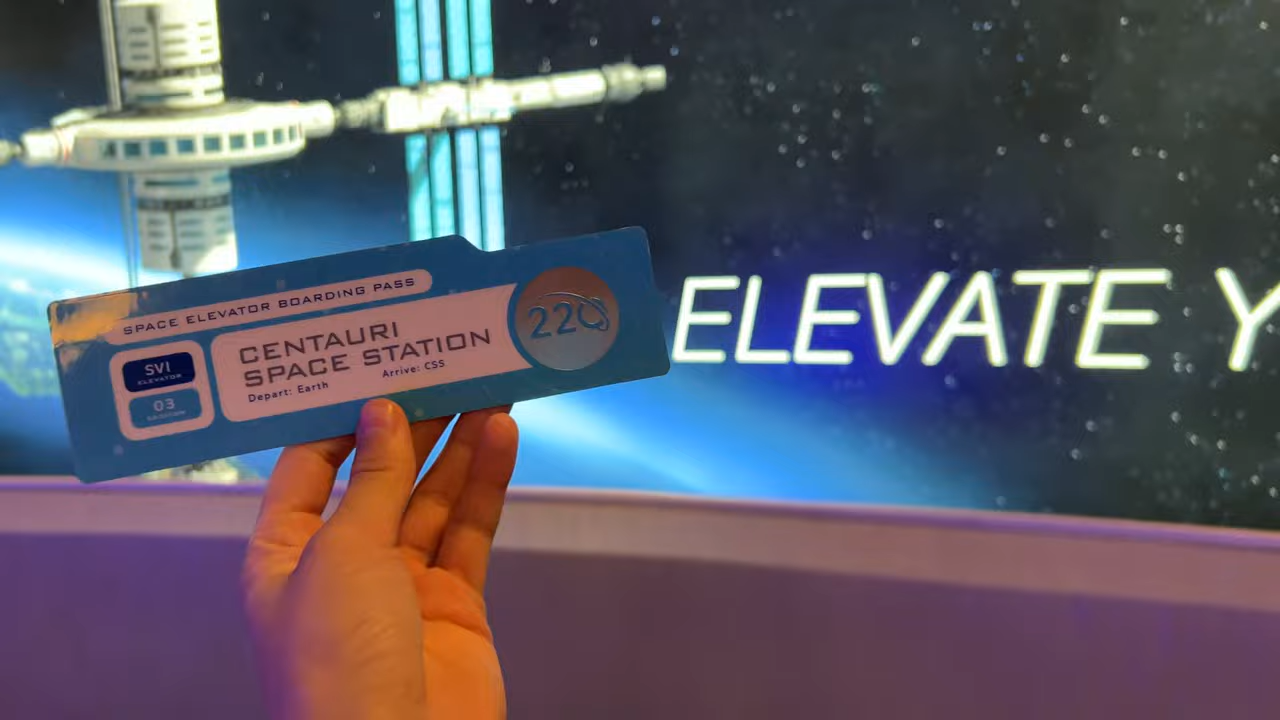 SPACE ELEVATOR BOARDING PASS
SVI
ELEVATOR
03
CENTAURI
SPACE STATION
Depart: Earth Arrive: CSS
220
ELEVATE Y